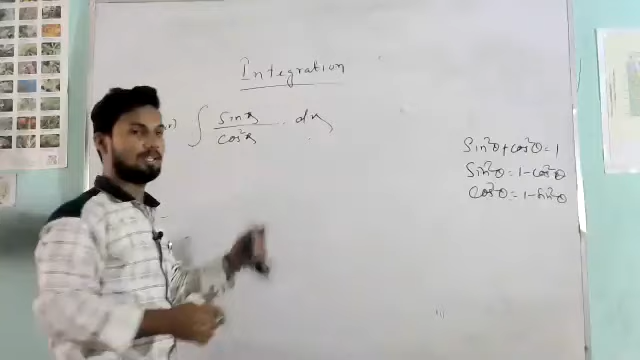 Integration
∫ sinx/cos²x . dx
sin²θ+cos²θ=1
sin²θ = 1-cos²θ
cos²θ = 1-sin²θ